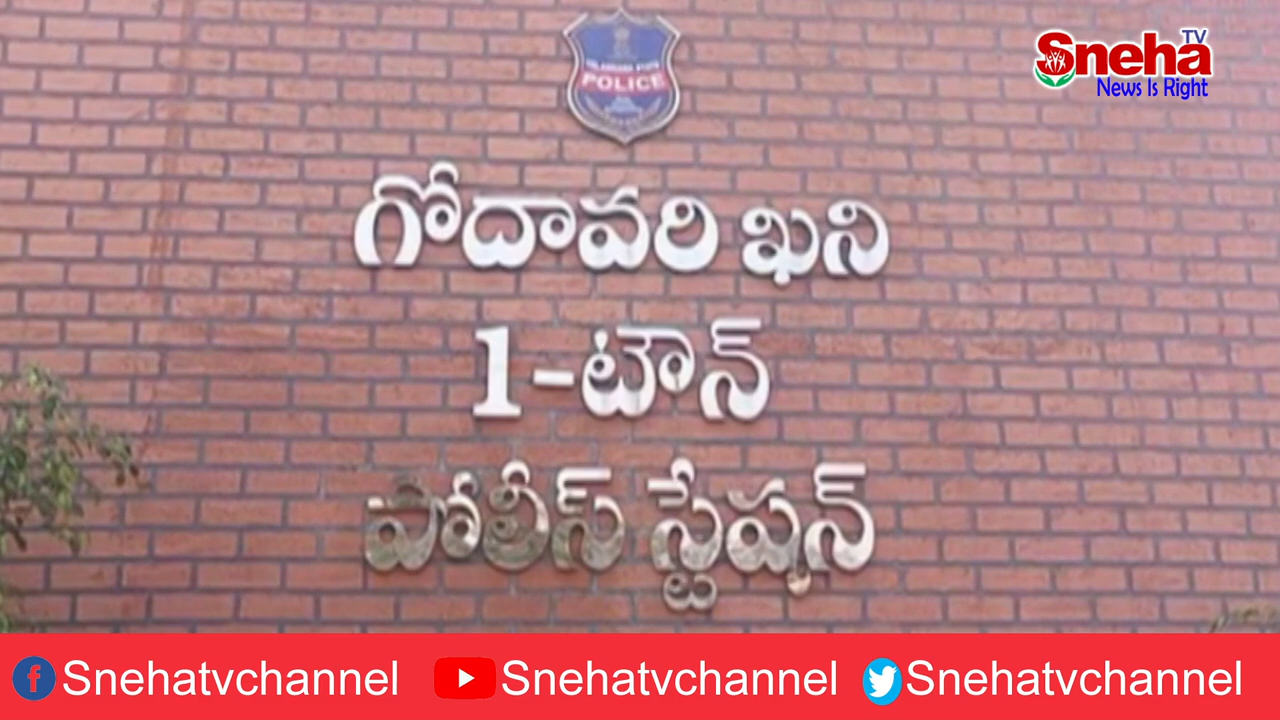 Sneha TV
News Is Right
POLICE
గోదావరి ఖని
1-టౌన్
పోలీస్ స్టేషన్
Snehatvchannel Snehatvchannel Snehatvchannel